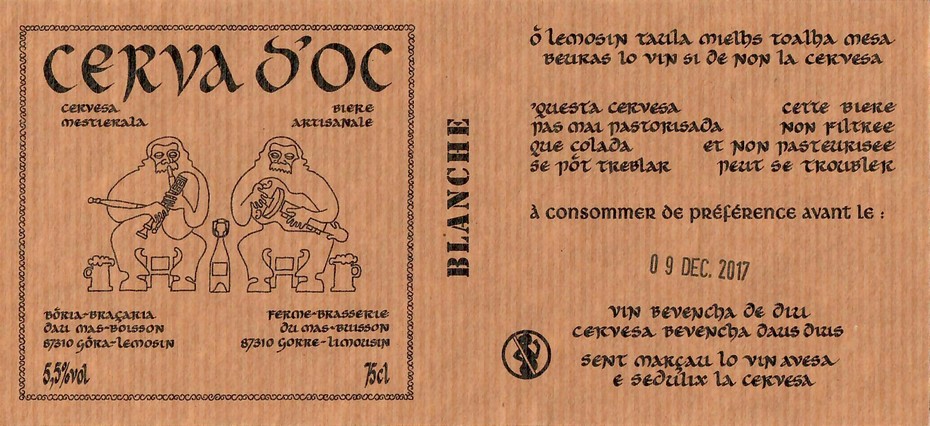 CERVA D'OC
CERVESA
MESTIERALA
BIERE
ARTISANALE
BÒRIA-BRAÇARIA
DAU MAS-BOISSON
87310 GÒRA-LEMOSIN
FERME-BRASSERIE
DU MAS-BUISSON
87310 GORRE-LIMOUSIN
5,5%vol
75cl
BLANCHE
Ô LEMOSIN TAULA MIELHS TOALHA MESA
BEURAS LO VIN SI DE NON LA CERVESA
'QUESTA CERVESA
PAS MAI PASTORISADA
QUE COLADA
SE PÒT TREBLAR
CETTE BIERE
NON FILTREE
ET NON PASTEURISEE
PEUT SE TROUBLER
À CONSOMMER DE PRÉFÉRENCE AVANT LE :
09 DEC. 2017
VIN BEVENCHA DE DIU
CERVESA BEVENCHA DAUS DIUS
SENT MARÇAU LO VIN AVESA
E SEDULIX LA CERVESA